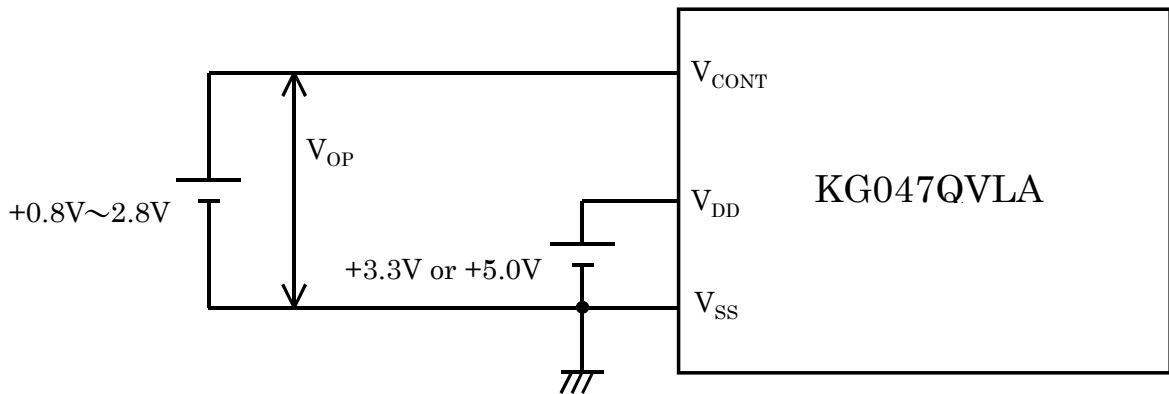 V_CONT
V_OP
+0.8V～2.8V
V_DD
KG047QVLA
+3.3V or +5.0V
V_SS